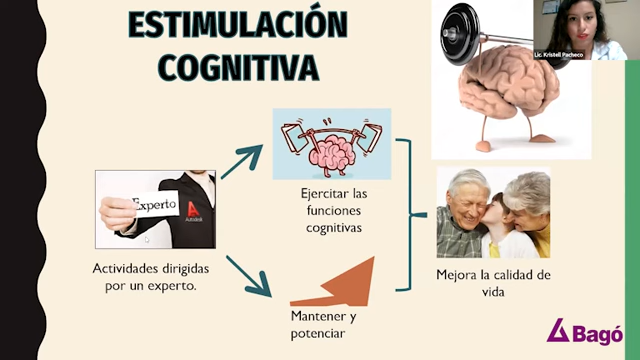 ESTIMULACIÓN
COGNITIVA
Lic. Kristell Pacheco
Experto
Autodesk
Actividades dirigidas
por un experto.
Ejercitar las
funciones
cognitivas
Mantener y
potenciar
Mejora la calidad de
vida
Bagó